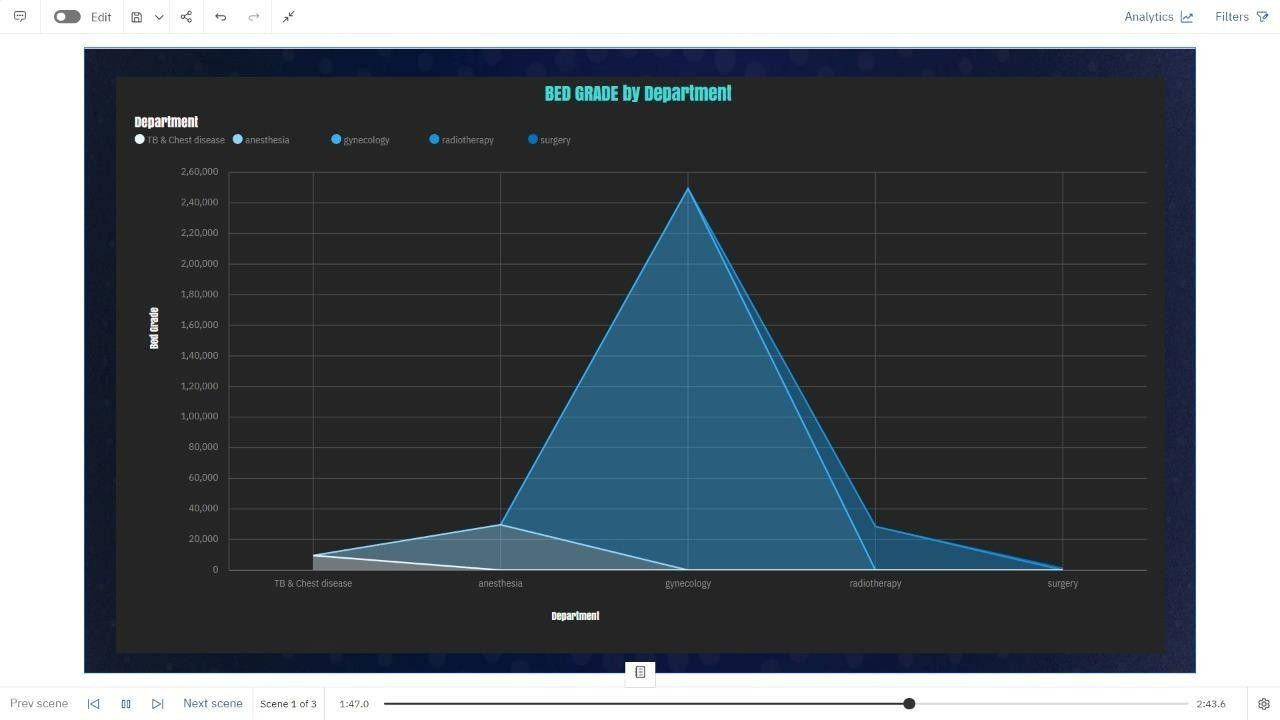 Edit
Analytics
Filters
BED GRADE by Department
Department
TB & Chest disease anesthesia gynecology radiotherapy surgery
2,60,000
2,40,000
2,20,000
2,00,000
1,80,000
1,60,000
1,40,000
1,20,000
1,00,000
80,000
60,000
40,000
20,000
0
Bed Grade
TB & Chest disease anesthesia gynecology radiotherapy surgery
Department
Prev scene Next scene Scene 1 of 3 1:47.0 2:43.6